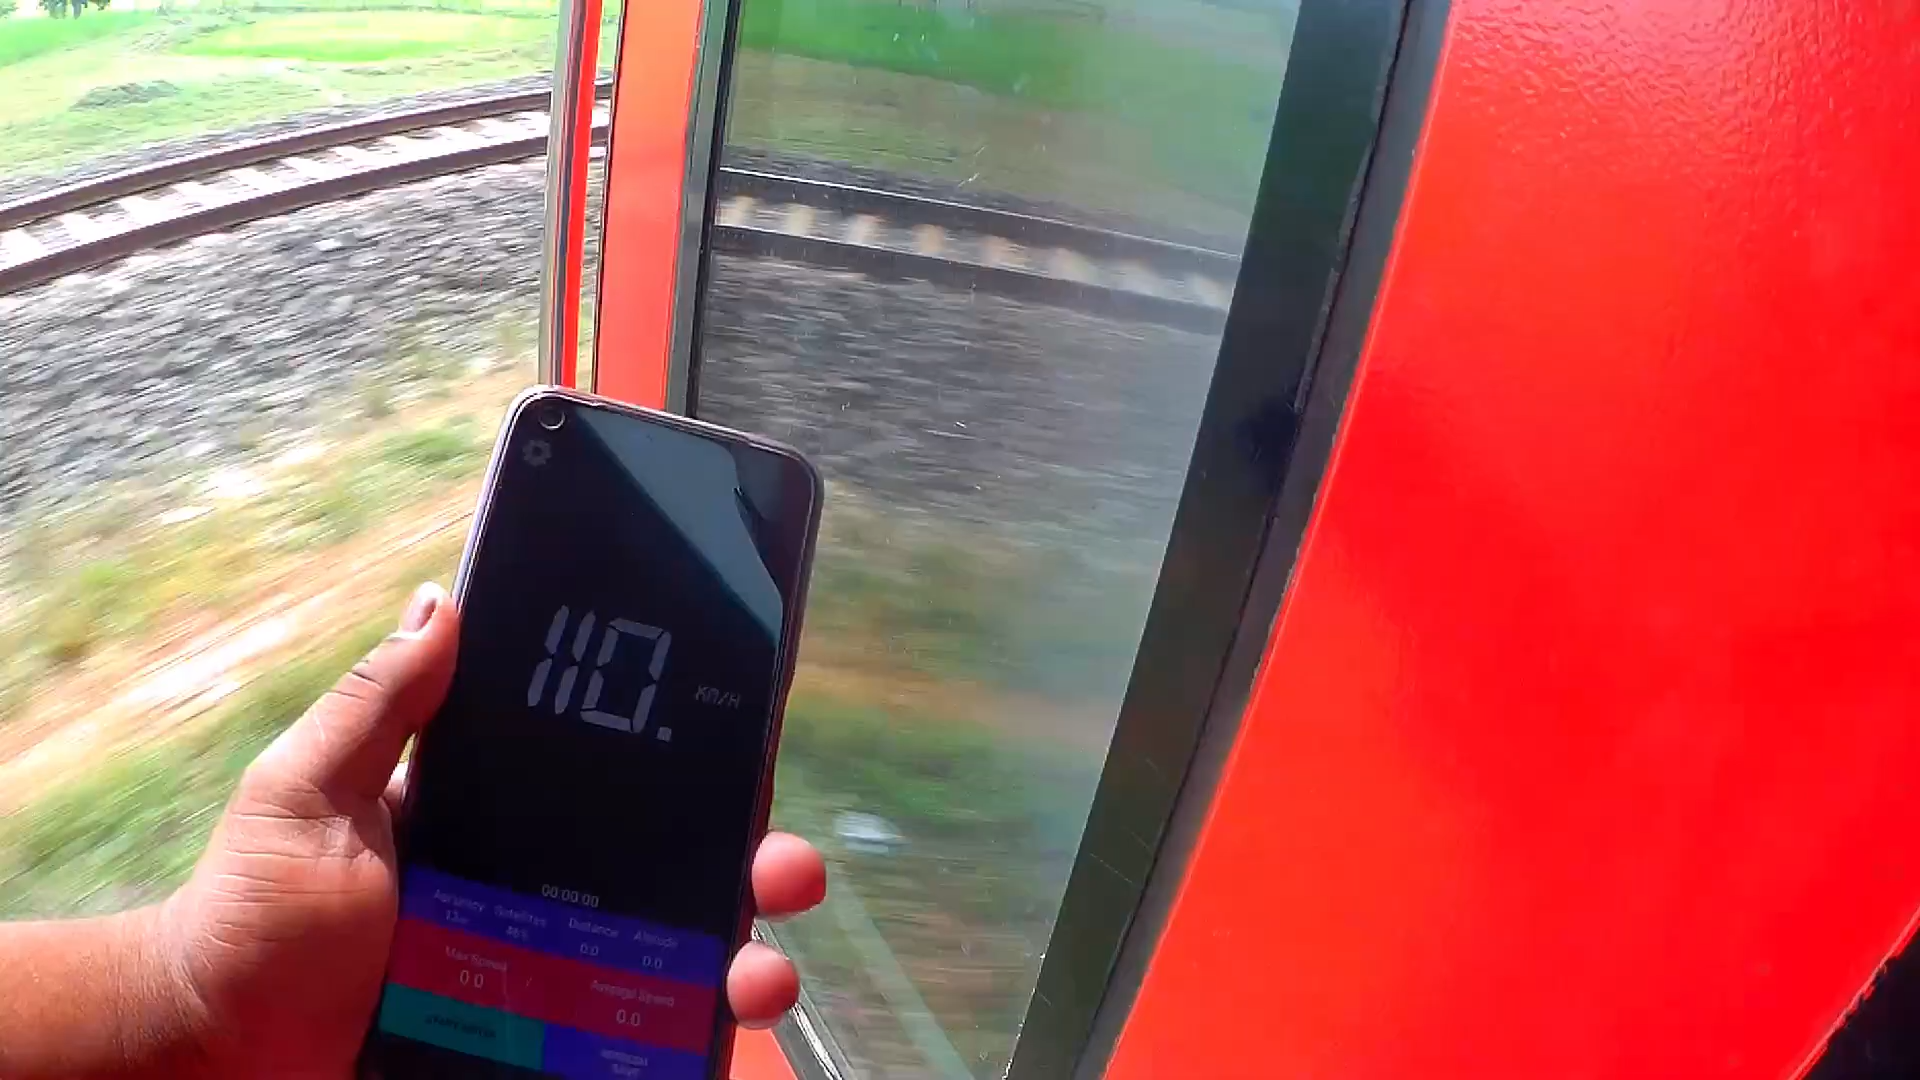 110.
KM/H
00:00:00
Accuracy Satellites Distance Altitude
0.0 0.0
Max Speed Average Speed
0.0 0.0